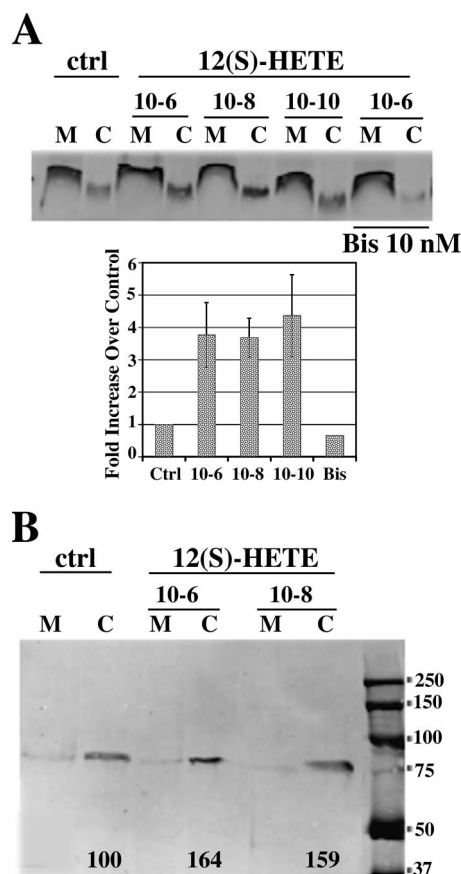 A
ctrl 12(S)-HETE
10-6 10-8 10-10 10-6
M C M C M C M C M C
Bis 10 nM
Fold Increase Over Control
6
5
4
3
2
1
0
Ctrl 10-6 10-8 10-10 Bis
B
ctrl 12(S)-HETE
10-6 10-8
M C M C M C
250
150
100
75
50
37
100 164 159